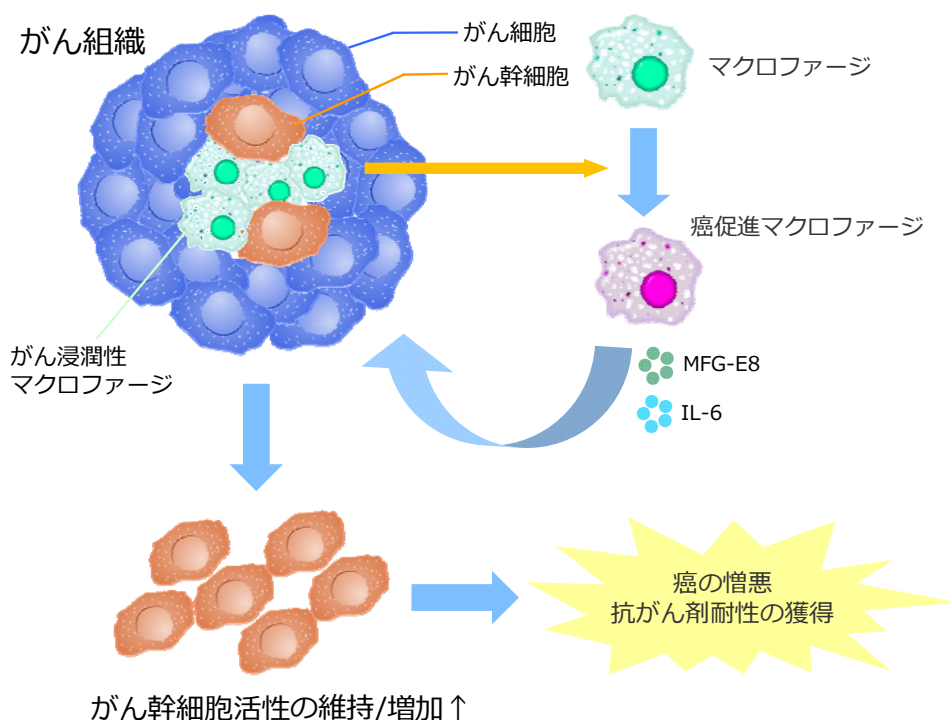 がん組織
がん細胞
がん幹細胞
マクロファージ
癌促進マクロファージ
がん浸潤性
マクロファージ
MFG-E8
IL-6
癌の憎悪
抗がん剤耐性の獲得
がん幹細胞活性の維持/増加↑